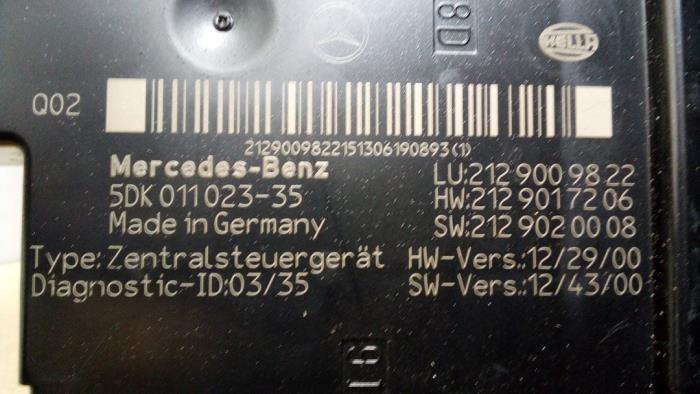 8D
HELLA
Q02
2129009822151306190893(1)
Mercedes-Benz
5DK 011 023-35
Made in Germany
LU:212 900 98 22
HW:212 901 72 06
SW:212 902 00 08
Type: Zentralsteuergerät
Diagnostic-ID:03/35
HW-Vers.:12/29/00
SW-Vers.:12/43/00